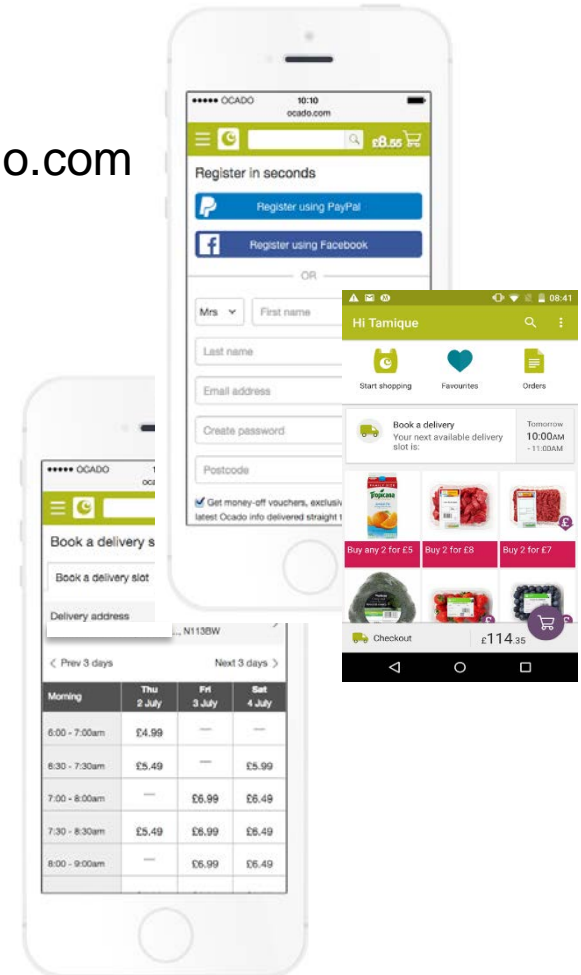 o.com
OCADO 10:10
ocado.com
£8.55
Register in seconds
Register using PayPal
Register using Facebook
OR
Mrs First name
Last name
Email address
Create password
Postcode
Get money-off vouchers, exclusiv
latest Ocado info delivered straight t
08:41
Hi Tamique
Start shopping Favourites Orders
Book a delivery
Your next available delivery
slot is:
Tomorrow
10:00AM
- 11:00AM
Tropicana
Buy any 2 for £5 Buy 2 for £8 Buy 2 for £7
Checkout £114.35
OCADO 1
oca
Book a delivery s
Book a delivery slot
Delivery address
..., N113BW
< Prev 3 days Next 3 days >
Morning Thu 2 July Fri 3 July Sat 4 July
6:00 - 7:00am £4.99 — —
6:30 - 7:30am £5.49 — £5.99
7:00 - 8:00am — £6.99 £6.49
7:30 - 8:30am £5.49 £6.99 £6.49
8:00 - 9:00am — £6.99 £6.49